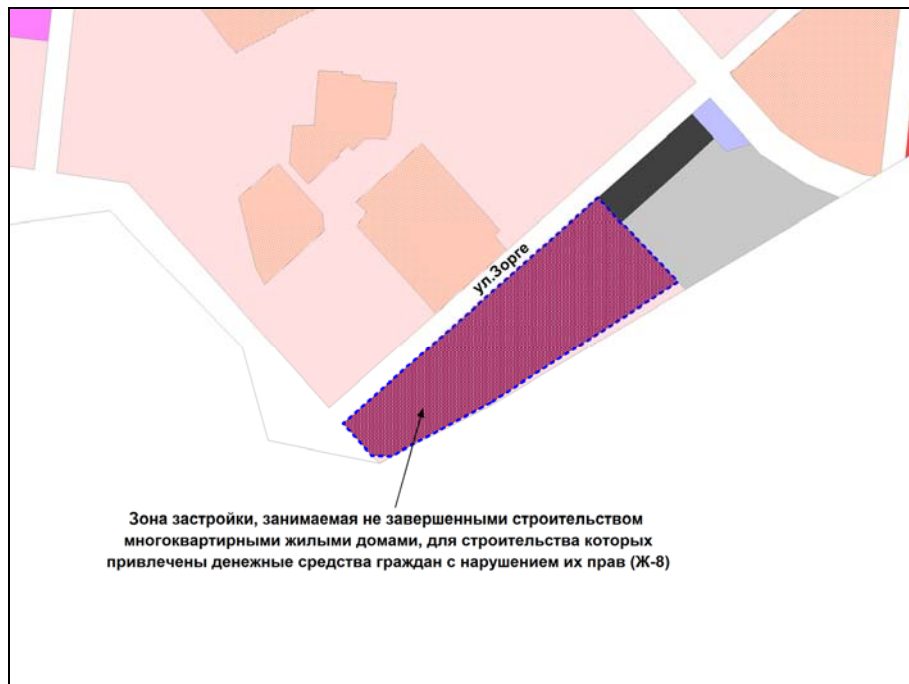 ул.Зорге
Зона застройки, занимаемая не завершенными строительством
многоквартирными жилыми домами, для строительства которых
привлечены денежные средства граждан с нарушением их прав (Ж-8)